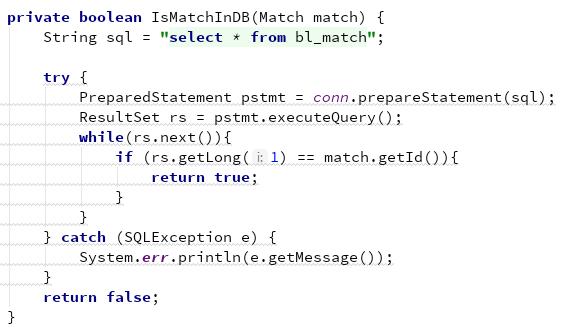 private boolean IsMatchInDB(Match match) {
    String sql = "select * from bl_match";

    try {
        PreparedStatement pstmt = conn.prepareStatement(sql);
        ResultSet rs = pstmt.executeQuery();
        while(rs.next()){
            if (rs.getLong( i: 1) == match.getId()){
                return true;
            }
        }
    } catch (SQLException e) {
        System.err.println(e.getMessage());
    }
    return false;
}